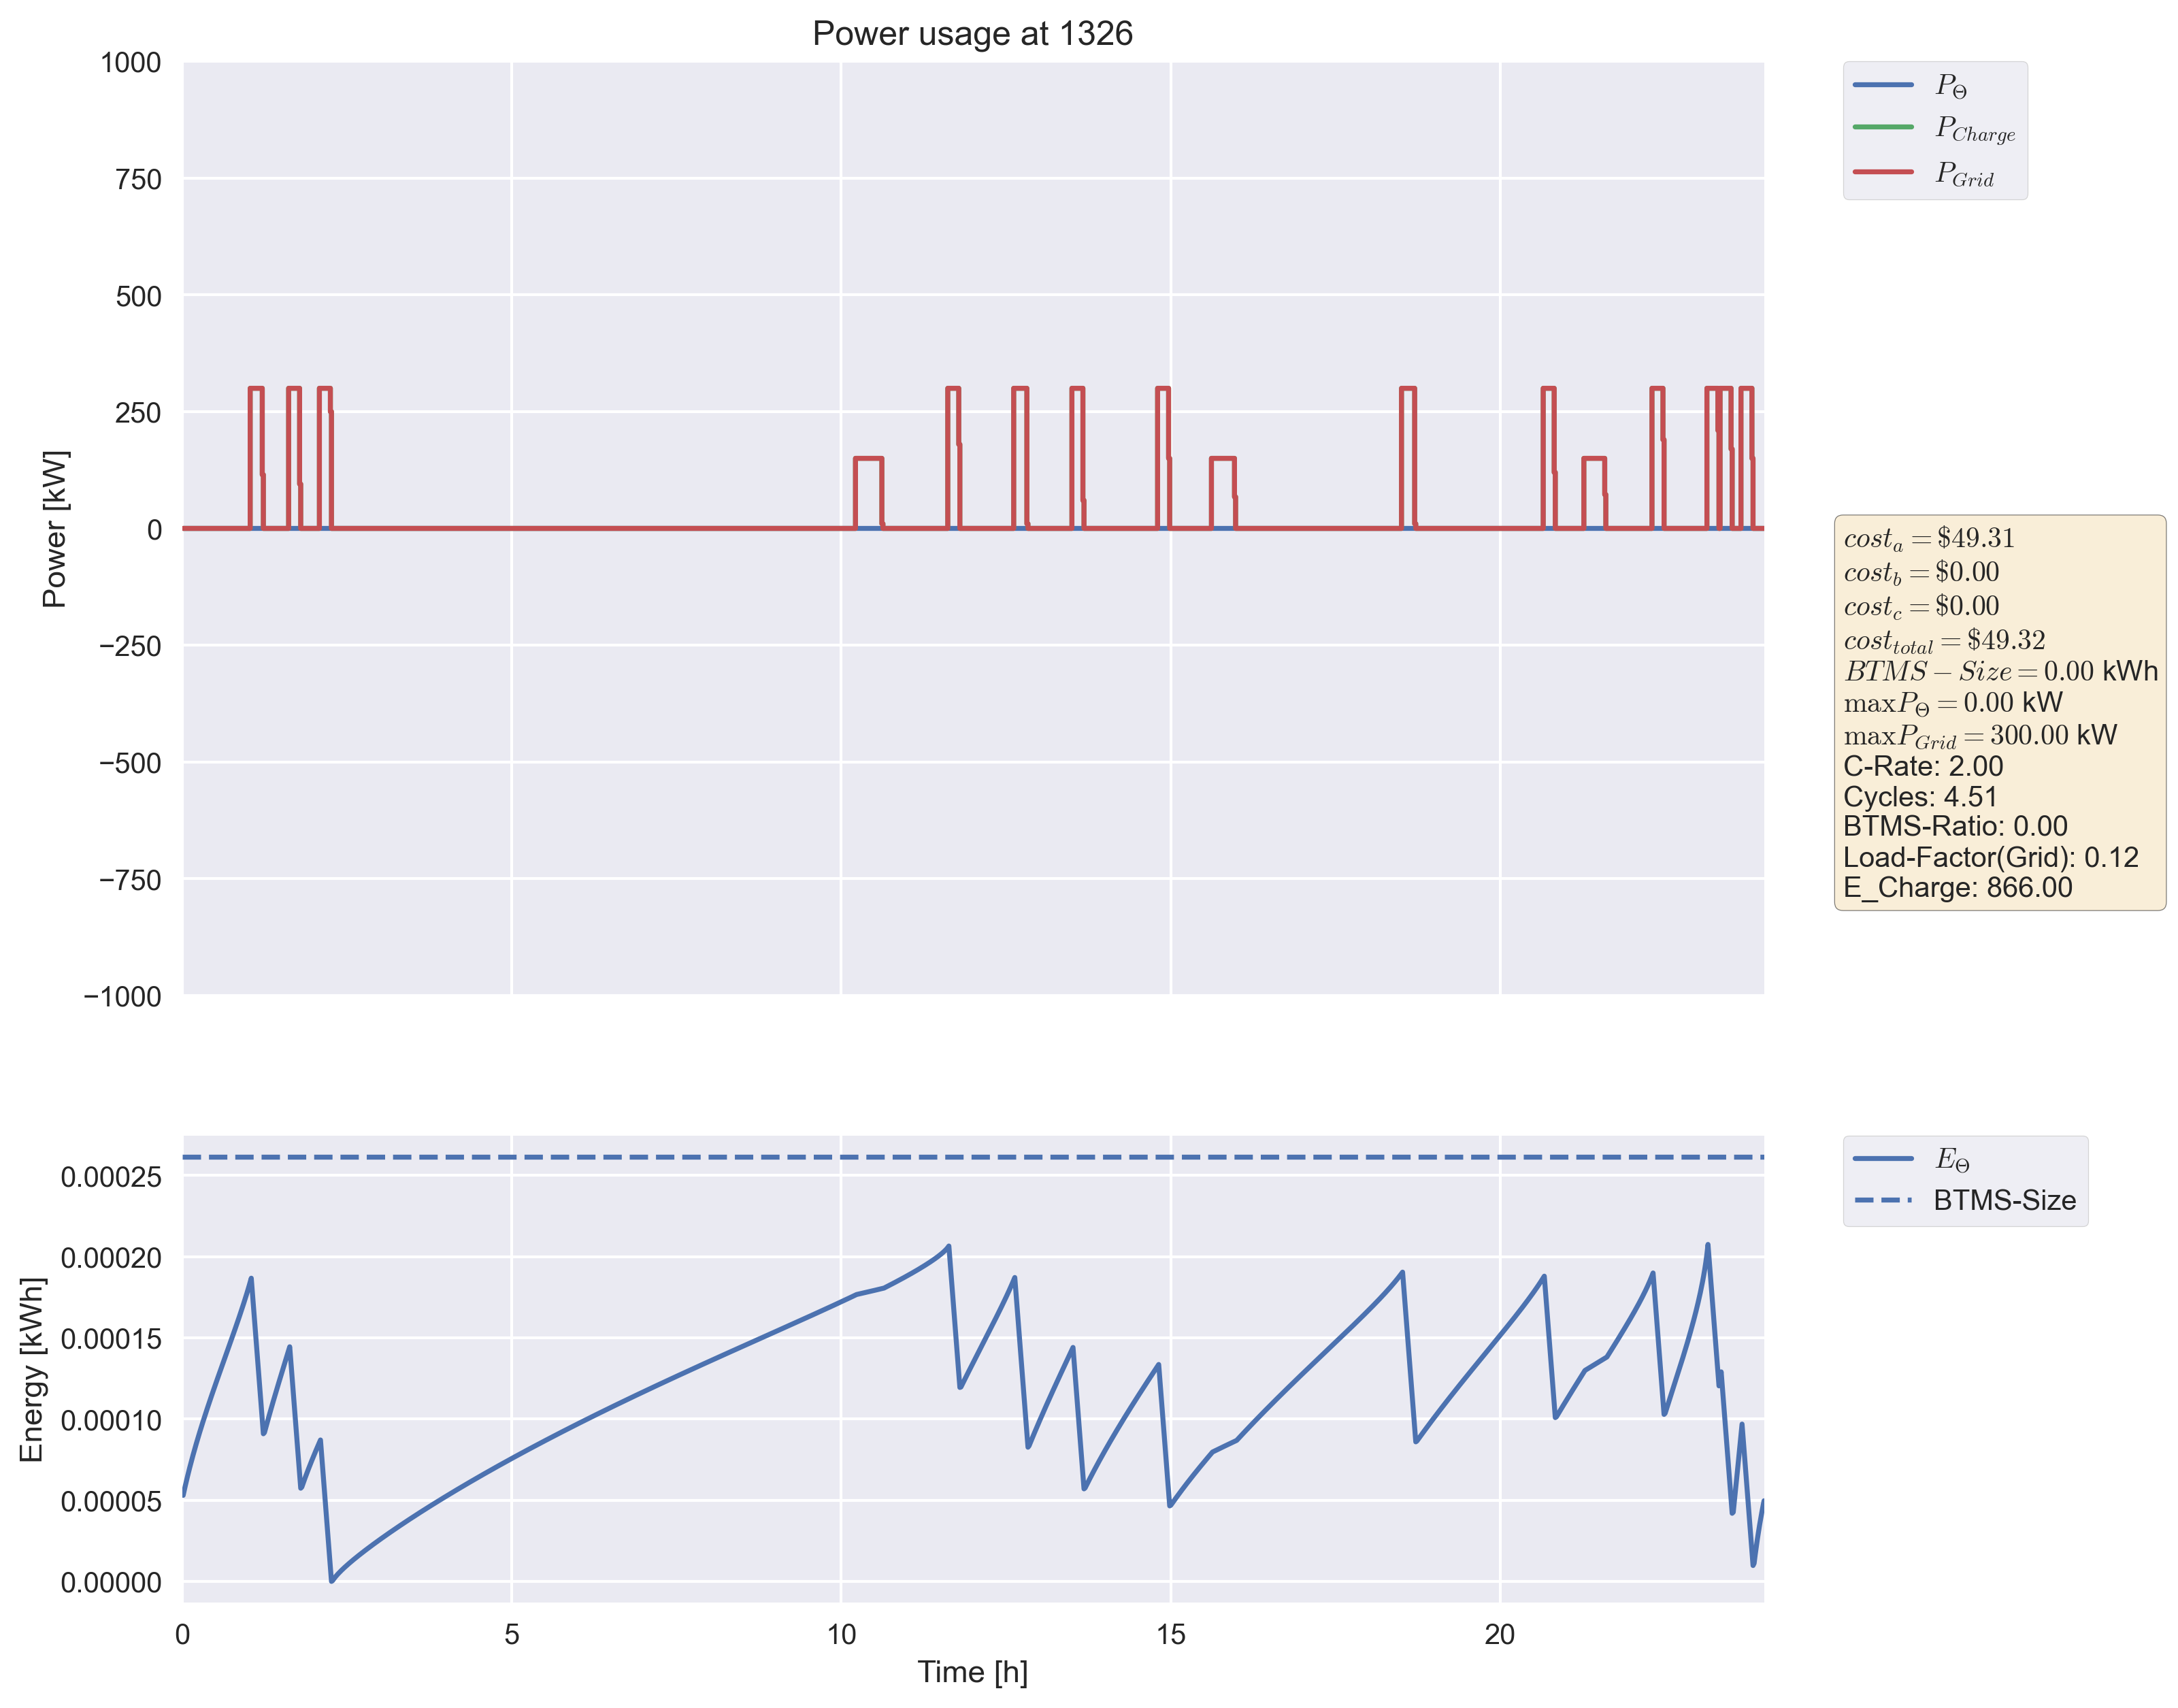 Power usage at 1326
1000
750
500
250
0
−250
−500
−750
−1000
Power [kW]
P_Θ
P_Charge
P_Grid
cost_a = $49.31
cost_b = $0.00
cost_c = $0.00
cost_total = $49.32
BTMS − Size = 0.00 kWh
maxP_Θ = 0.00 kW
maxP_Grid = 300.00 kW
C-Rate: 2.00
Cycles: 4.51
BTMS-Ratio: 0.00
Load-Factor(Grid): 0.12
E_Charge: 866.00
0.00025
0.00020
0.00015
0.00010
0.00005
0.00000
Energy [kWh]
E_Θ
BTMS-Size
0 5 10 15 20
Time [h]